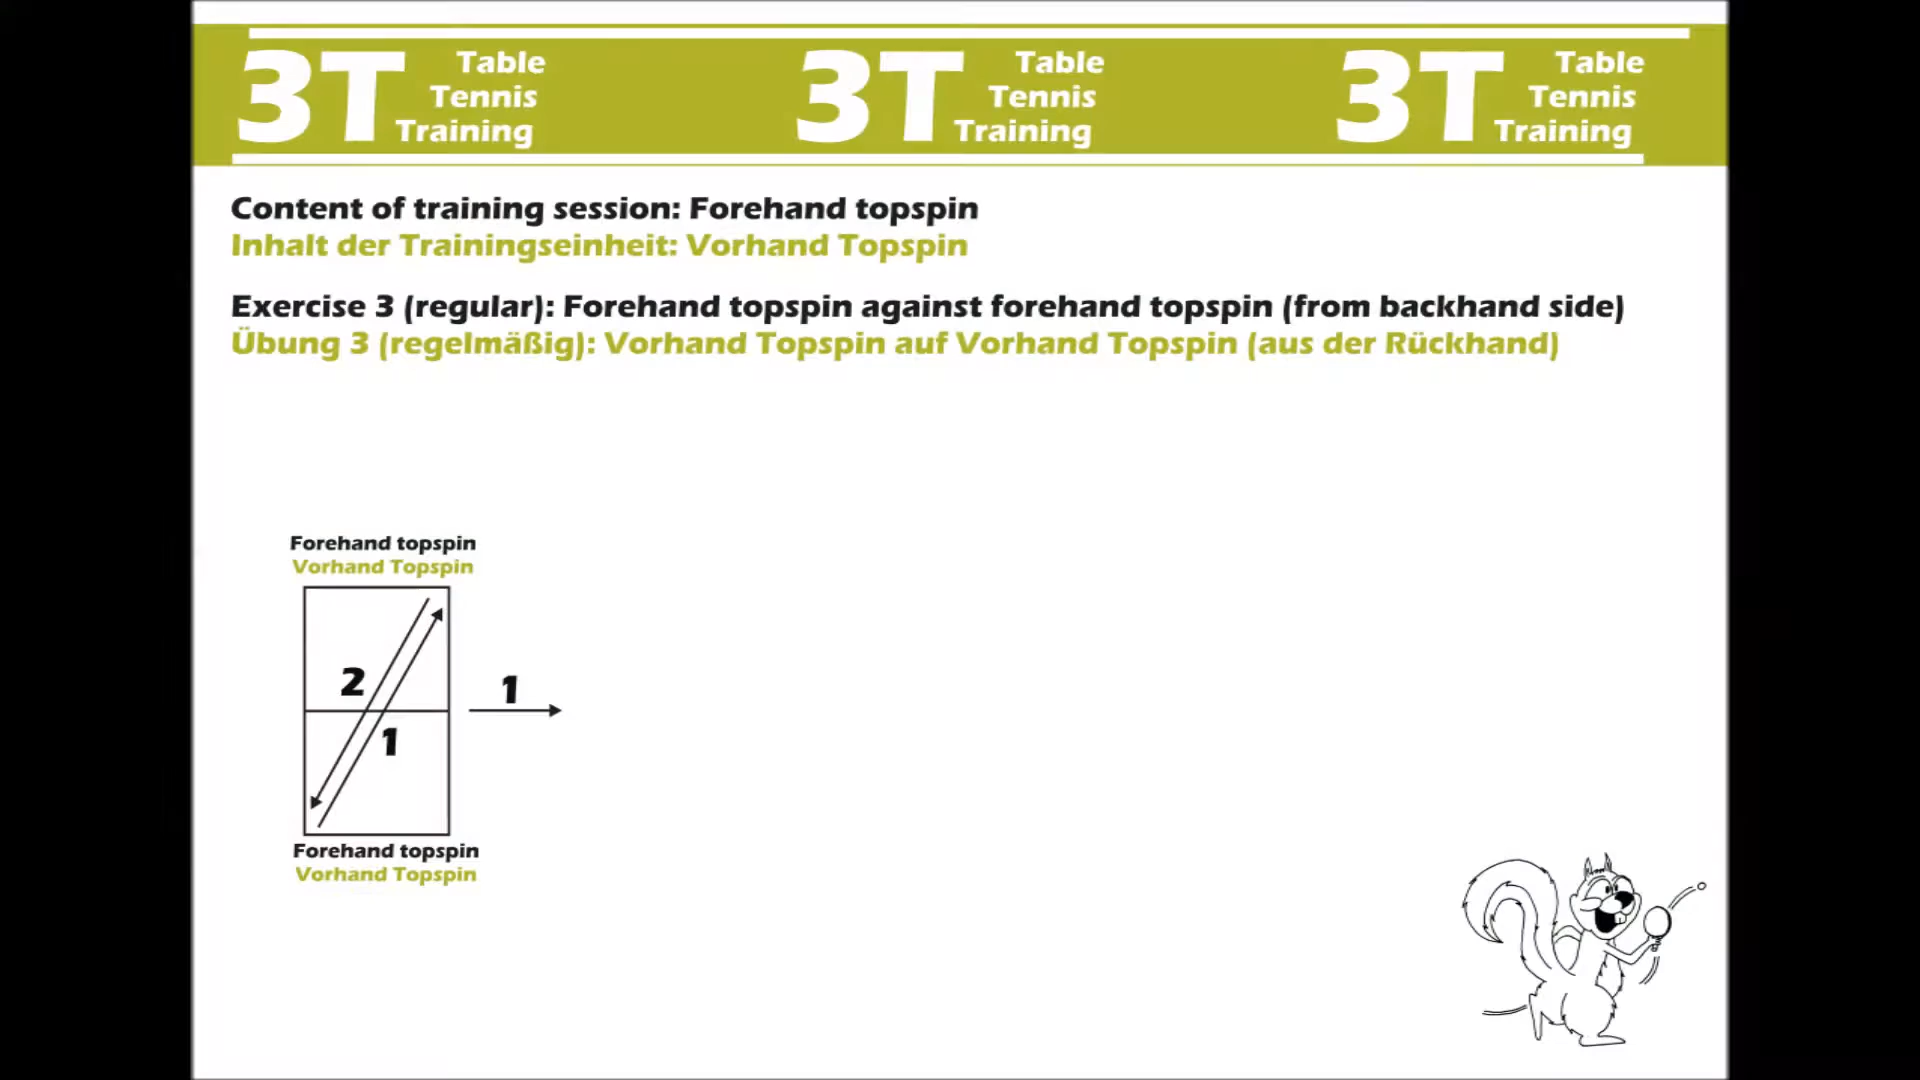 3T Table Tennis Training 3T Table Tennis Training 3T Table Tennis Training
Content of training session: Forehand topspin
Inhalt der Trainingseinheit: Vorhand Topspin
Exercise 3 (regular): Forehand topspin against forehand topspin (from backhand side)
Übung 3 (regelmäßig): Vorhand Topspin auf Vorhand Topspin (aus der Rückhand)
Forehand topspin
Vorhand Topspin
2
1
1
Forehand topspin
Vorhand Topspin